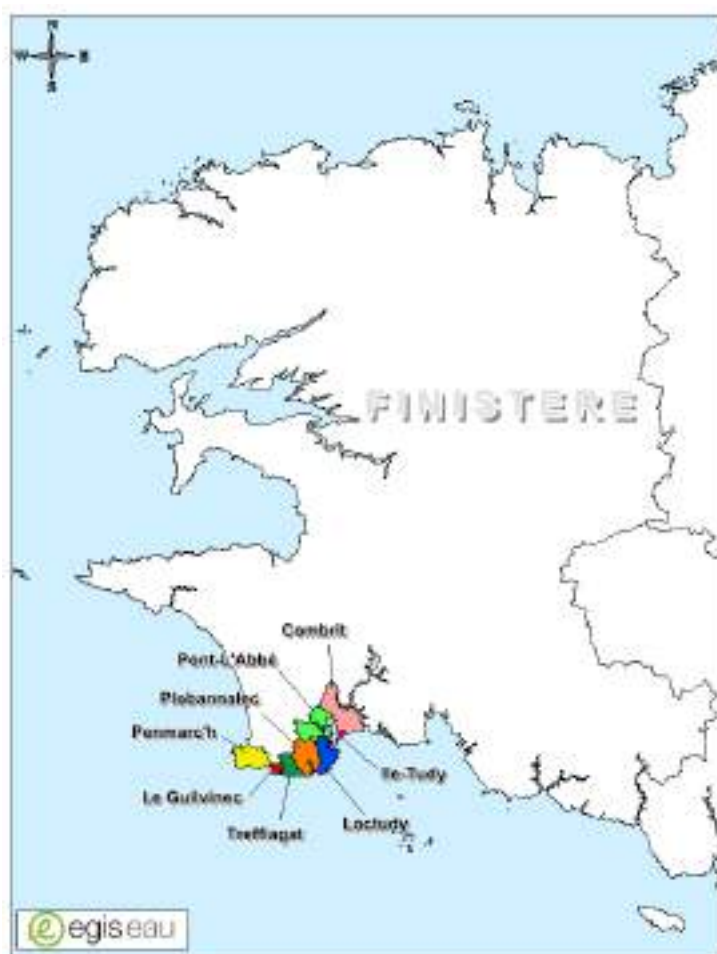 N
W E
S
FINISTERE
Combrit
Pont-L'Abbé
Plobannalec
Penmarc'h
Ile-Tudy
Le Guilvinec
Treffiagat
Loctudy
e egis eau